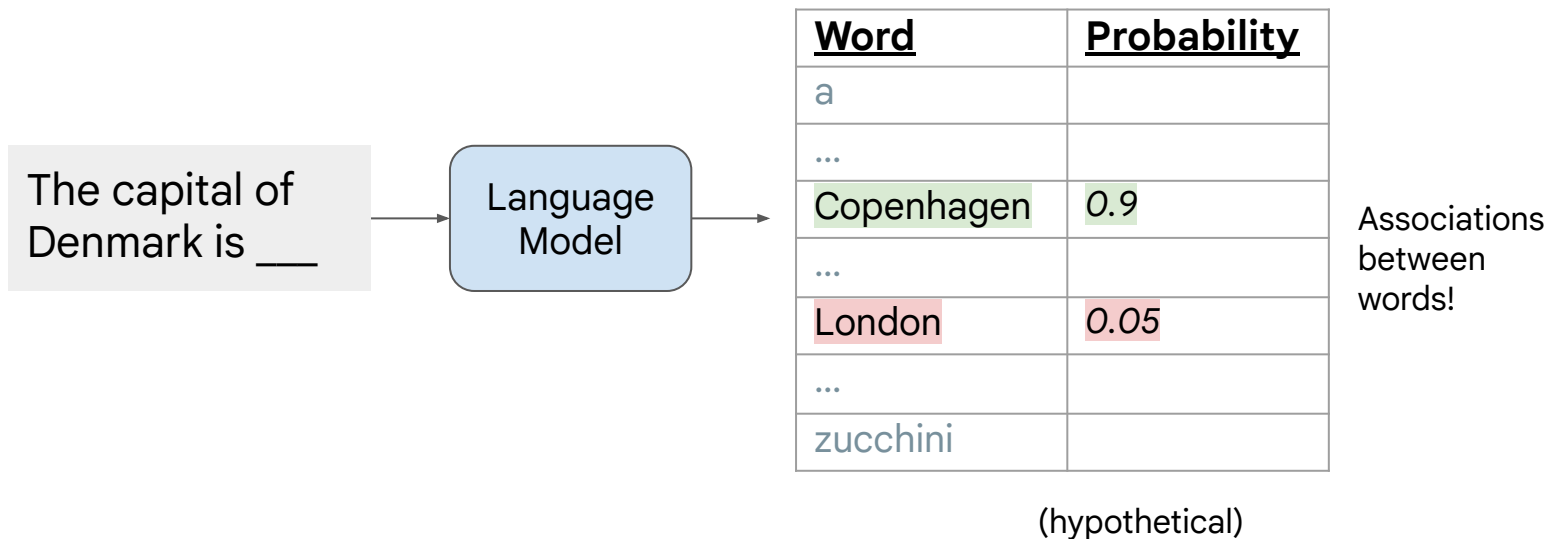 The capital of
Denmark is ___
Language
Model
Word Probability
a
...
Copenhagen 0.9
...
London 0.05
...
zucchini
Associations
between
words!
(hypothetical)